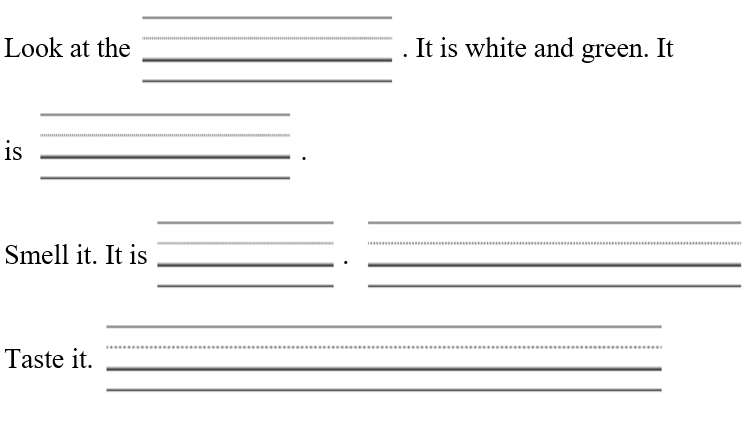 Look at the . It is white and green. It
is .
Smell it. It is .
Taste it.